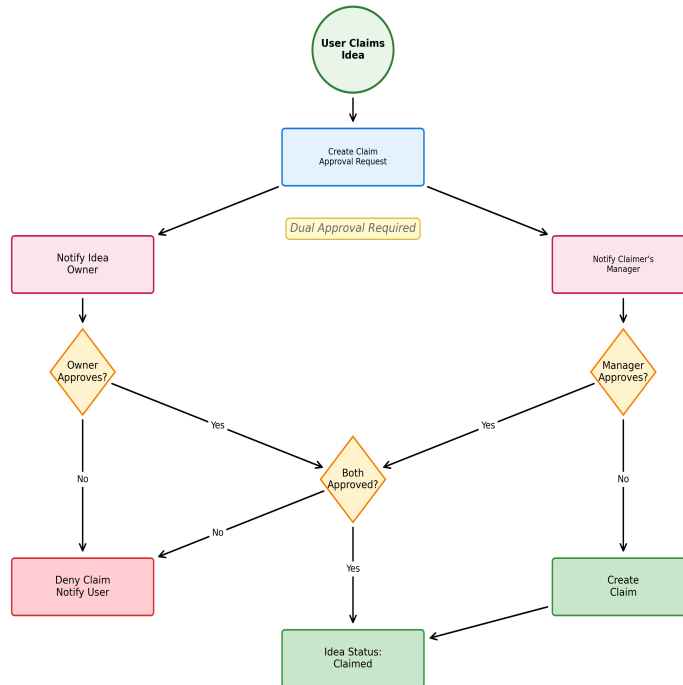 User Claims
Idea
Create Claim
Approval Request
Dual Approval Required
Notify Idea
Owner
Notify Claimer's
Manager
Owner
Approves?
Manager
Approves?
Yes
Yes
Both
Approved?
No
No
No
Yes
Deny Claim
Notify User
Create
Claim
Idea Status:
Claimed